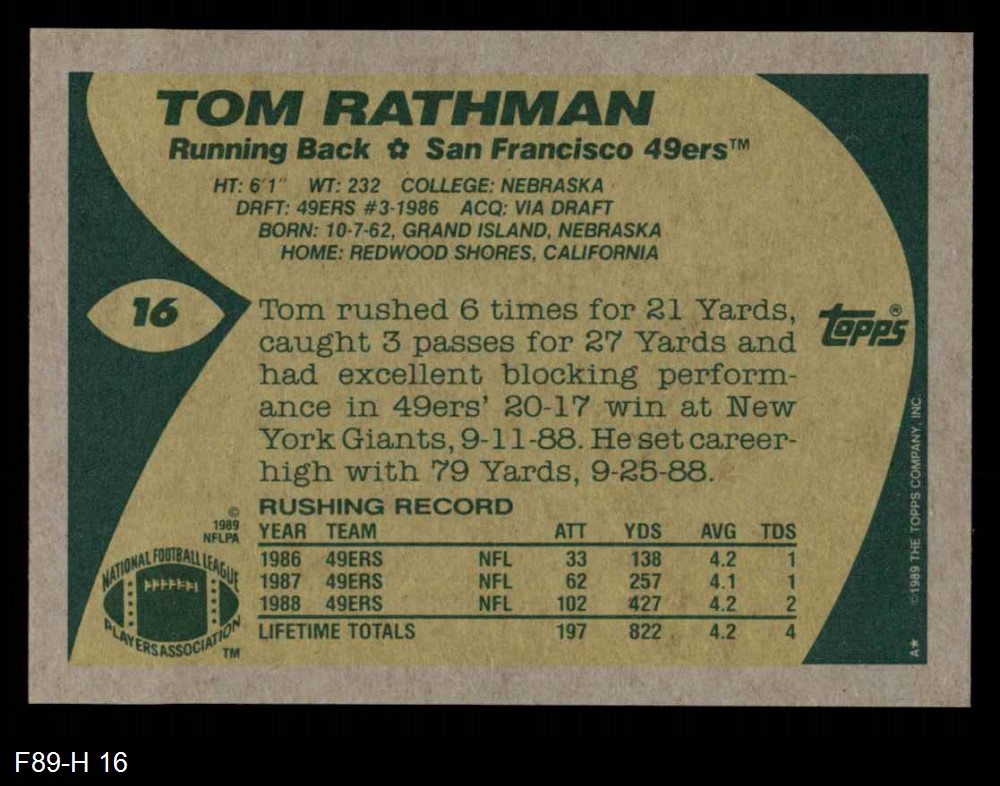 TOM RATHMAN
Running Back ✿ San Francisco 49ers™
HT: 6'1" WT: 232 COLLEGE: NEBRASKA
DRFT: 49ERS #3-1986 ACQ: VIA DRAFT
BORN: 10-7-62, GRAND ISLAND, NEBRASKA
HOME: REDWOOD SHORES, CALIFORNIA
16
Tom rushed 6 times for 21 Yards,
caught 3 passes for 27 Yards and
had excellent blocking perform-
ance in 49ers' 20-17 win at New
York Giants, 9-11-88. He set career-
high with 79 Yards, 9-25-88.
topps®
RUSHING RECORD
YEAR TEAM ATT YDS AVG TDS
1986 49ERS NFL 33 138 4.2 1
1987 49ERS NFL 62 257 4.1 1
1988 49ERS NFL 102 427 4.2 2
LIFETIME TOTALS 197 822 4.2 4
©
1989
NFLPA
NATIONAL FOOTBALL LEAGUE
PLAYERS ASSOCIATION
TM
©1989 THE TOPPS COMPANY, INC.
A★
F89-H 16